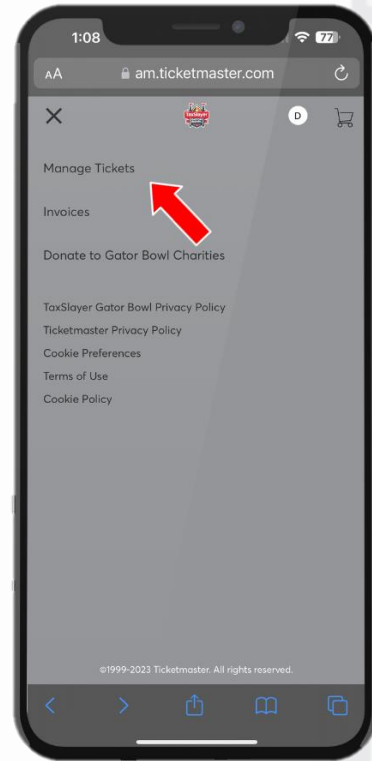 1:08
77
AA am.ticketmaster.com
TaxSlayer
D
Manage Tickets
Invoices
Donate to Gator Bowl Charities
TaxSlayer Gator Bowl Privacy Policy
Ticketmaster Privacy Policy
Cookie Preferences
Terms of Use
Cookie Policy
©1999-2023 Ticketmaster. All rights reserved.